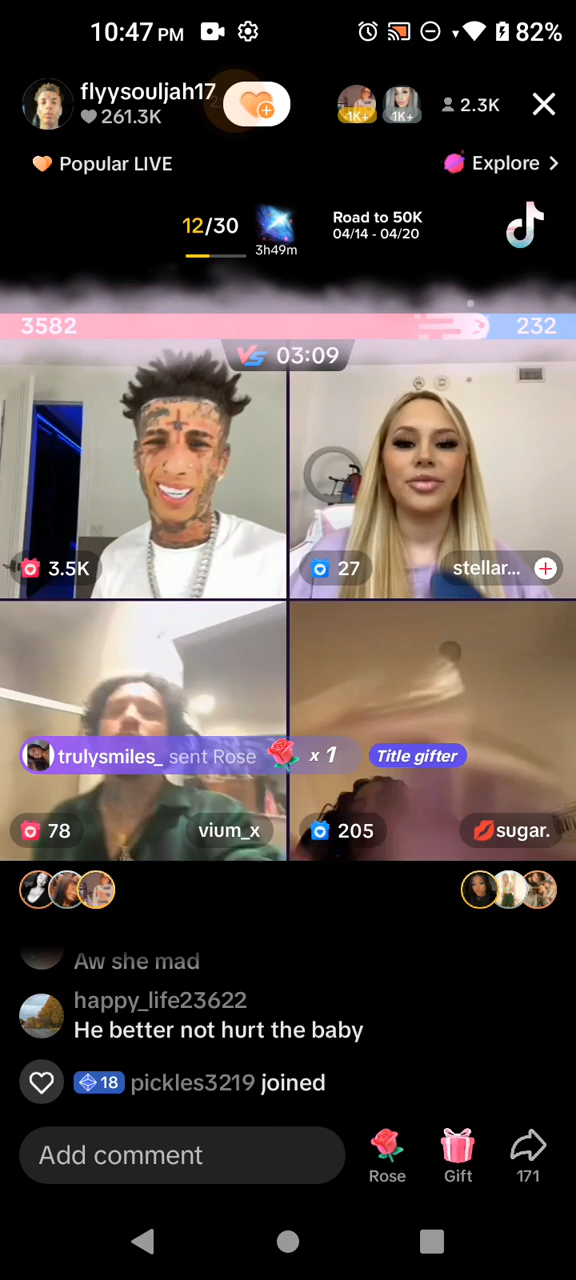 10:47 PM
82%
flyysouljah17
261.3K
1K+
1K+
2.3K
Popular LIVE
Explore >
12/30
3h49m
Road to 50K
04/14 - 04/20
3582
232
VS 03:09
3.5K
27
stellar...
trulysmiles_ sent Rose x 1
Title gifter
78
vium_x
205
sugar.
Aw she mad
happy_life23622
He better not hurt the baby
18 pickles3219 joined
Add comment
Rose
Gift
171